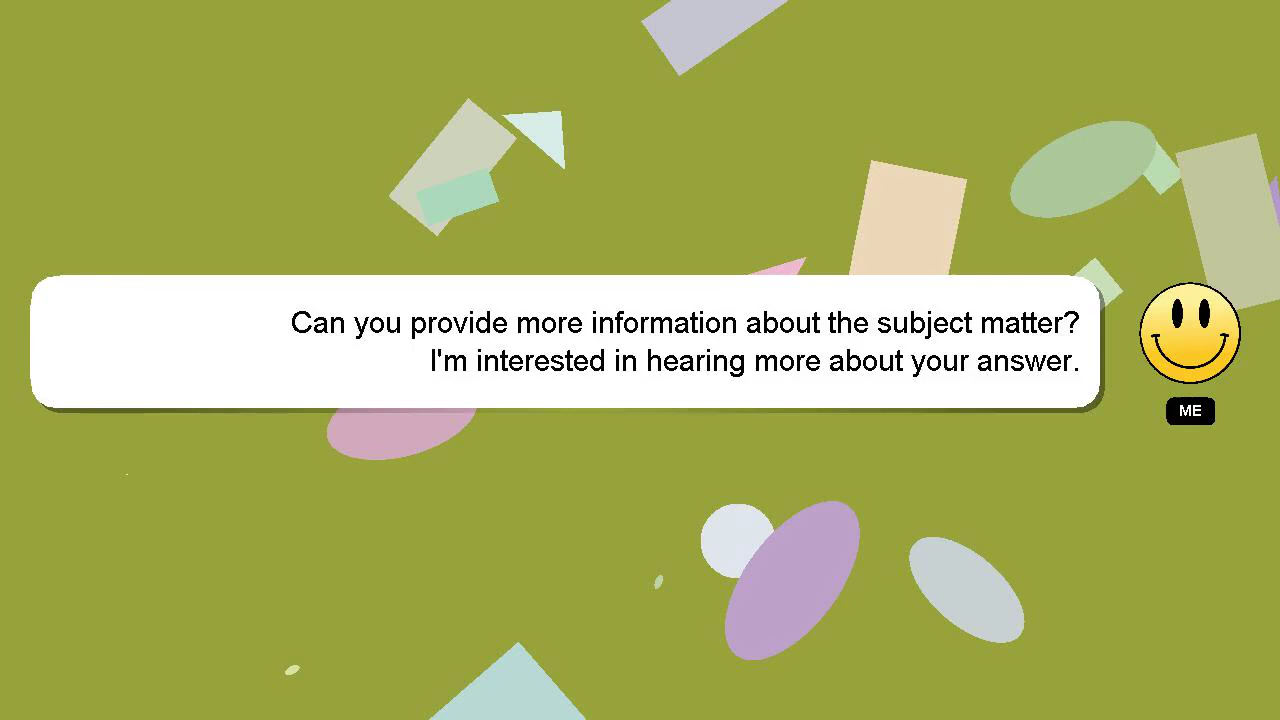 Can you provide more information about the subject matter?
I'm interested in hearing more about your answer.
ME